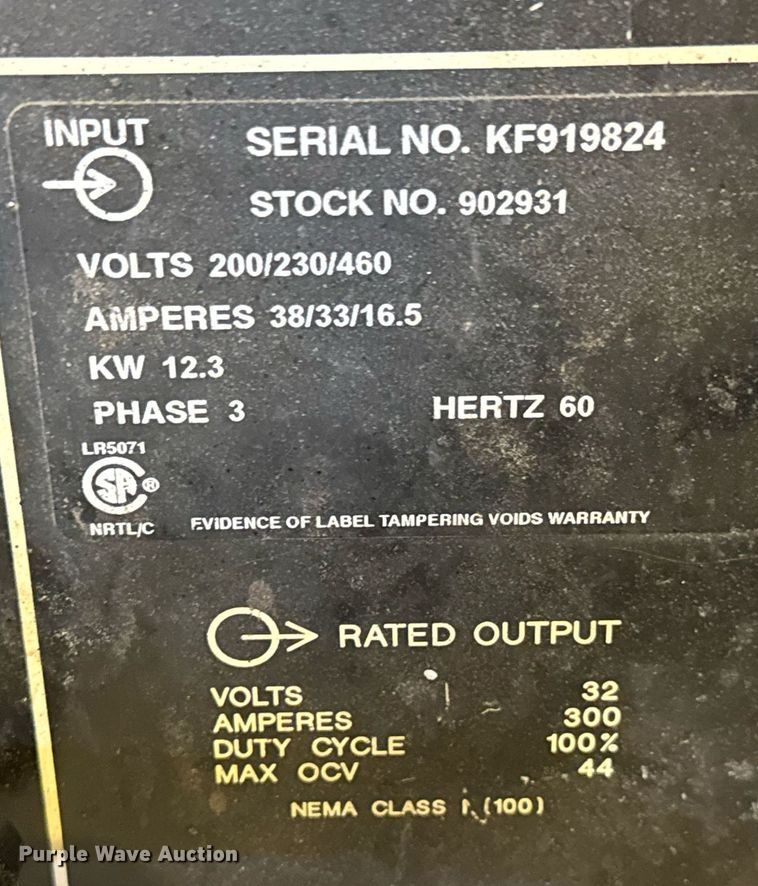 INPUT
SERIAL NO. KF919824
STOCK NO. 902931
VOLTS 200/230/460
AMPERES 38/33/16.5
KW 12.3
PHASE 3 HERTZ 60
LR5071
SA ®
NRTL/C
EVIDENCE OF LABEL TAMPERING VOIDS WARRANTY
RATED OUTPUT
VOLTS 32
AMPERES 300
DUTY CYCLE 100%
MAX OCV 44
NEMA CLASS I (100)
Purple Wave Auction